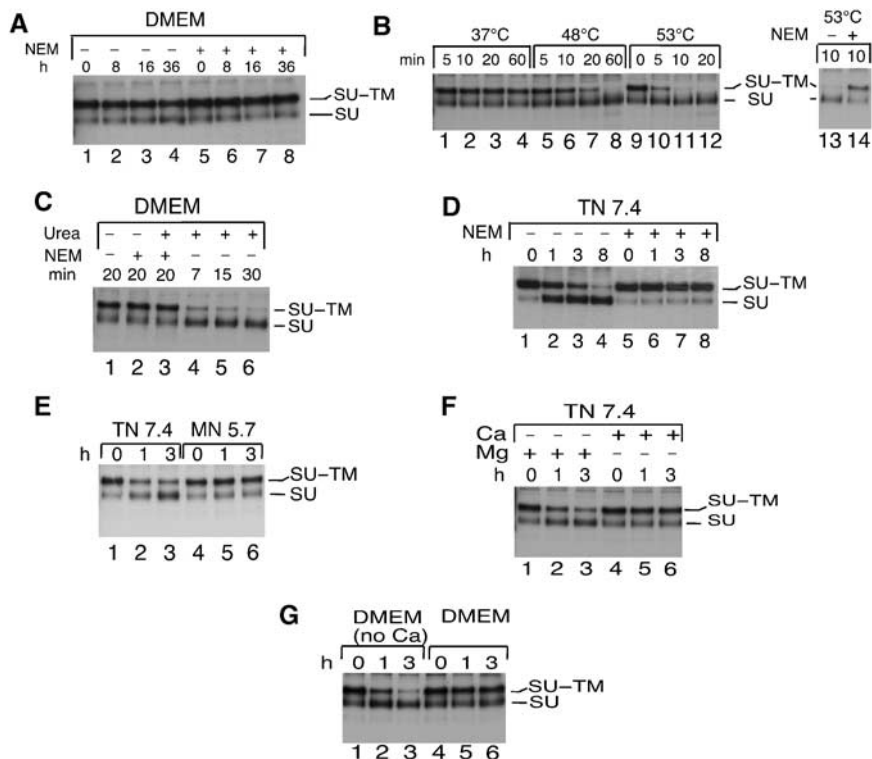 A
DMEM
NEM – – – – + + + +
h 0 8 16 36 0 8 16 36
SU–TM
SU
1 2 3 4 5 6 7 8
B
37°C 48°C 53°C
min 5 10 20 60 5 10 20 60 0 5 10 20
SU–TM
SU
1 2 3 4 5 6 7 8 9 10 11 12
53°C
NEM – +
10 10
13 14
C
DMEM
Urea – – + + + +
NEM – + + – – –
min 20 20 20 7 15 30
SU–TM
SU
1 2 3 4 5 6
D
TN 7.4
NEM – – – – + + + +
h 0 1 3 8 0 1 3 8
SU–TM
SU
1 2 3 4 5 6 7 8
E
TN 7.4 MN 5.7
h 0 1 3 0 1 3
SU–TM
SU
1 2 3 4 5 6
F
TN 7.4
Ca – – – + + +
Mg + + + – – –
h 0 1 3 0 1 3
SU–TM
SU
1 2 3 4 5 6
G
DMEM (no Ca) DMEM
h 0 1 3 0 1 3
SU–TM
SU
1 2 3 4 5 6